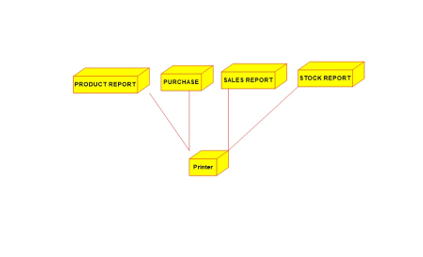 PRODUCT REPORT
PURCHASE
SALES REPORT
STOCK REPORT
Printer